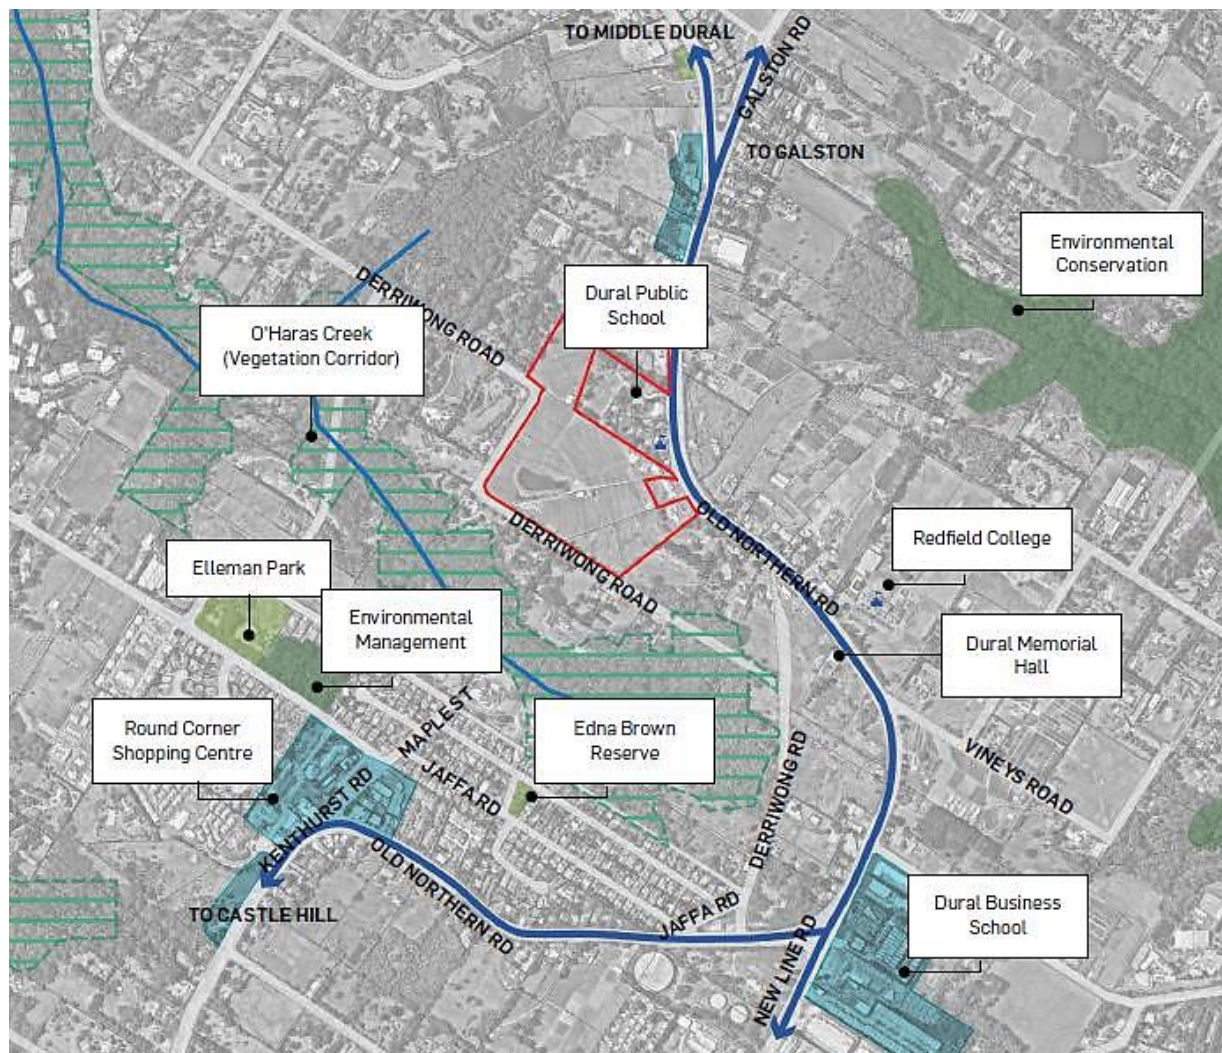 TO MIDDLE DURAL
GALSTON RD
TO GALSTON
Environmental
Conservation
DERRIWONG ROAD
Dural Public
School
O'Haras Creek
(Vegetation Corridor)
OLD NORTHERN RD
DERRIWONG ROAD
Redfield College
Elleman Park
Environmental
Management
Dural Memorial
Hall
Round Corner
Shopping Centre
MAPLE ST
Edna Brown
Reserve
JAFFA RD
DERRIWONG RD
VINEYS ROAD
KENTHURST RD
OLD NORTHERN RD
TO CASTLE HILL
JAFFA RD
NEW LINE RD
Dural Business
School